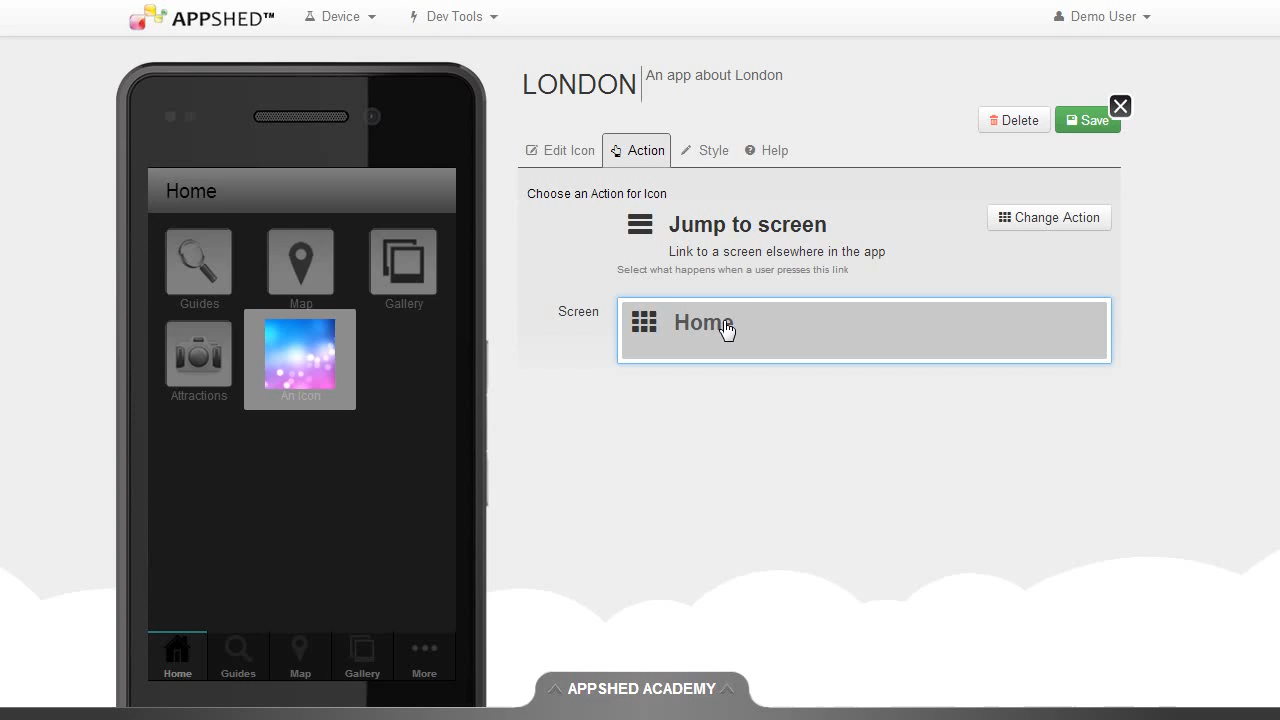 APPSHED™
Device
Dev Tools
Demo User
LONDON
An app about London
Delete
Save
Edit Icon
Action
Style
Help
Choose an Action for Icon
Jump to screen
Change Action
Link to a screen elsewhere in the app
Select what happens when a user presses this link
Screen
Home
Home
Guides
Map
Gallery
Attractions
An Icon
Home
Guides
Map
Gallery
More
APPSHED ACADEMY